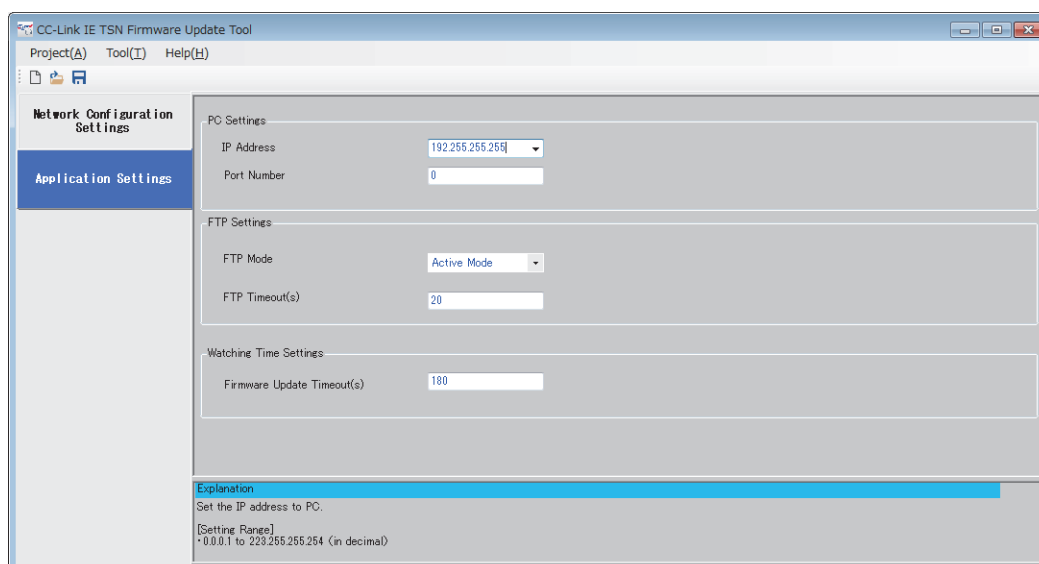 CC-Link IE TSN Firmware Update Tool
Project(A) Tool(T) Help(H)
Network Configuration
Settings
Application Settings
PC Settings
IP Address 192.255.255.255
Port Number 0
FTP Settings
FTP Mode Active Mode
FTP Timeout(s) 20
Watching Time Settings
Firmware Update Timeout(s) 180
Explanation
Set the IP address to PC.
[Setting Range]
・0.0.0.1 to 223.255.255.254 (in decimal)